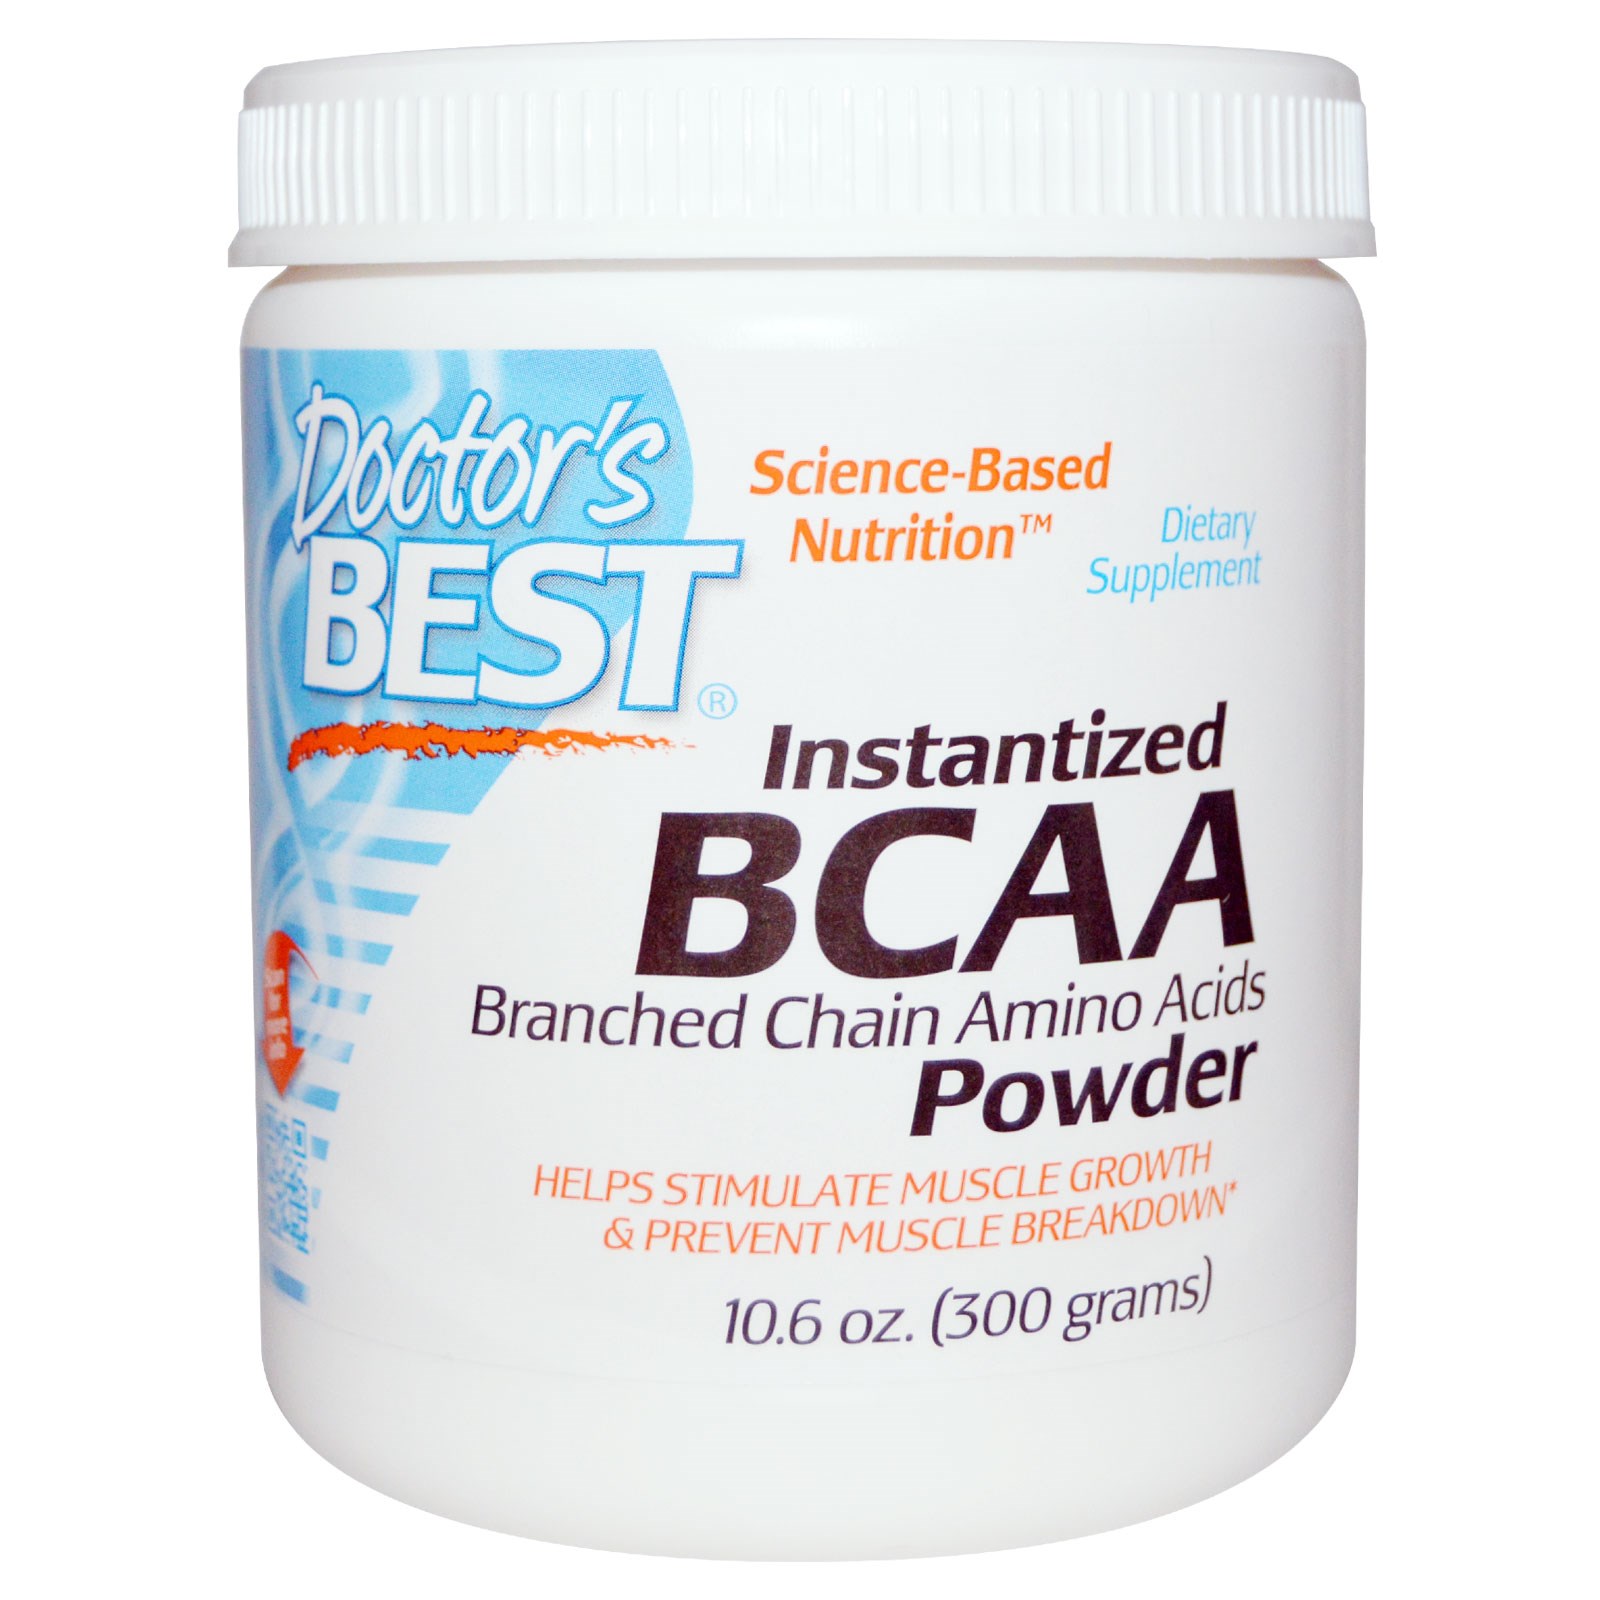 Doctor's
BEST®
Science-Based
Nutrition™
Dietary
Supplement
Instantized
BCAA
Branched Chain Amino Acids
Powder
HELPS STIMULATE MUSCLE GROWTH
& PREVENT MUSCLE BREAKDOWN*
10.6 oz. (300 grams)